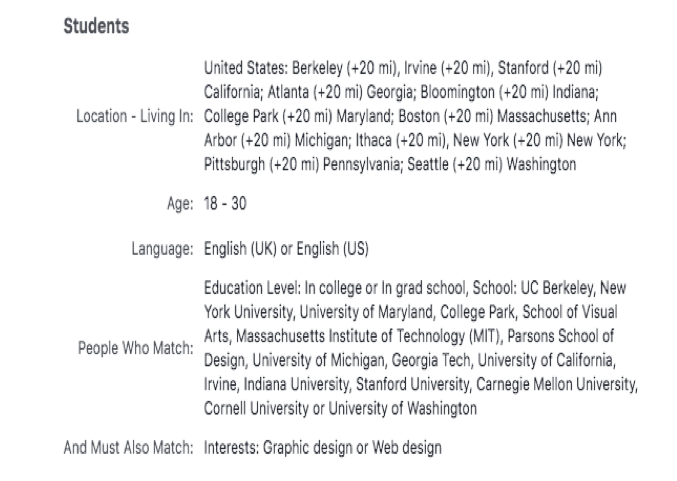 Students
Location - Living In:
United States: Berkeley (+20 mi), Irvine (+20 mi), Stanford (+20 mi)
California; Atlanta (+20 mi) Georgia; Bloomington (+20 mi) Indiana;
College Park (+20 mi) Maryland; Boston (+20 mi) Massachusetts; Ann
Arbor (+20 mi) Michigan; Ithaca (+20 mi), New York (+20 mi) New York;
Pittsburgh (+20 mi) Pennsylvania; Seattle (+20 mi) Washington
Age: 18 - 30
Language: English (UK) or English (US)
People Who Match:
Education Level: In college or In grad school, School: UC Berkeley, New
York University, University of Maryland, College Park, School of Visual
Arts, Massachusetts Institute of Technology (MIT), Parsons School of
Design, University of Michigan, Georgia Tech, University of California,
Irvine, Indiana University, Stanford University, Carnegie Mellon University,
Cornell University or University of Washington
And Must Also Match: Interests: Graphic design or Web design